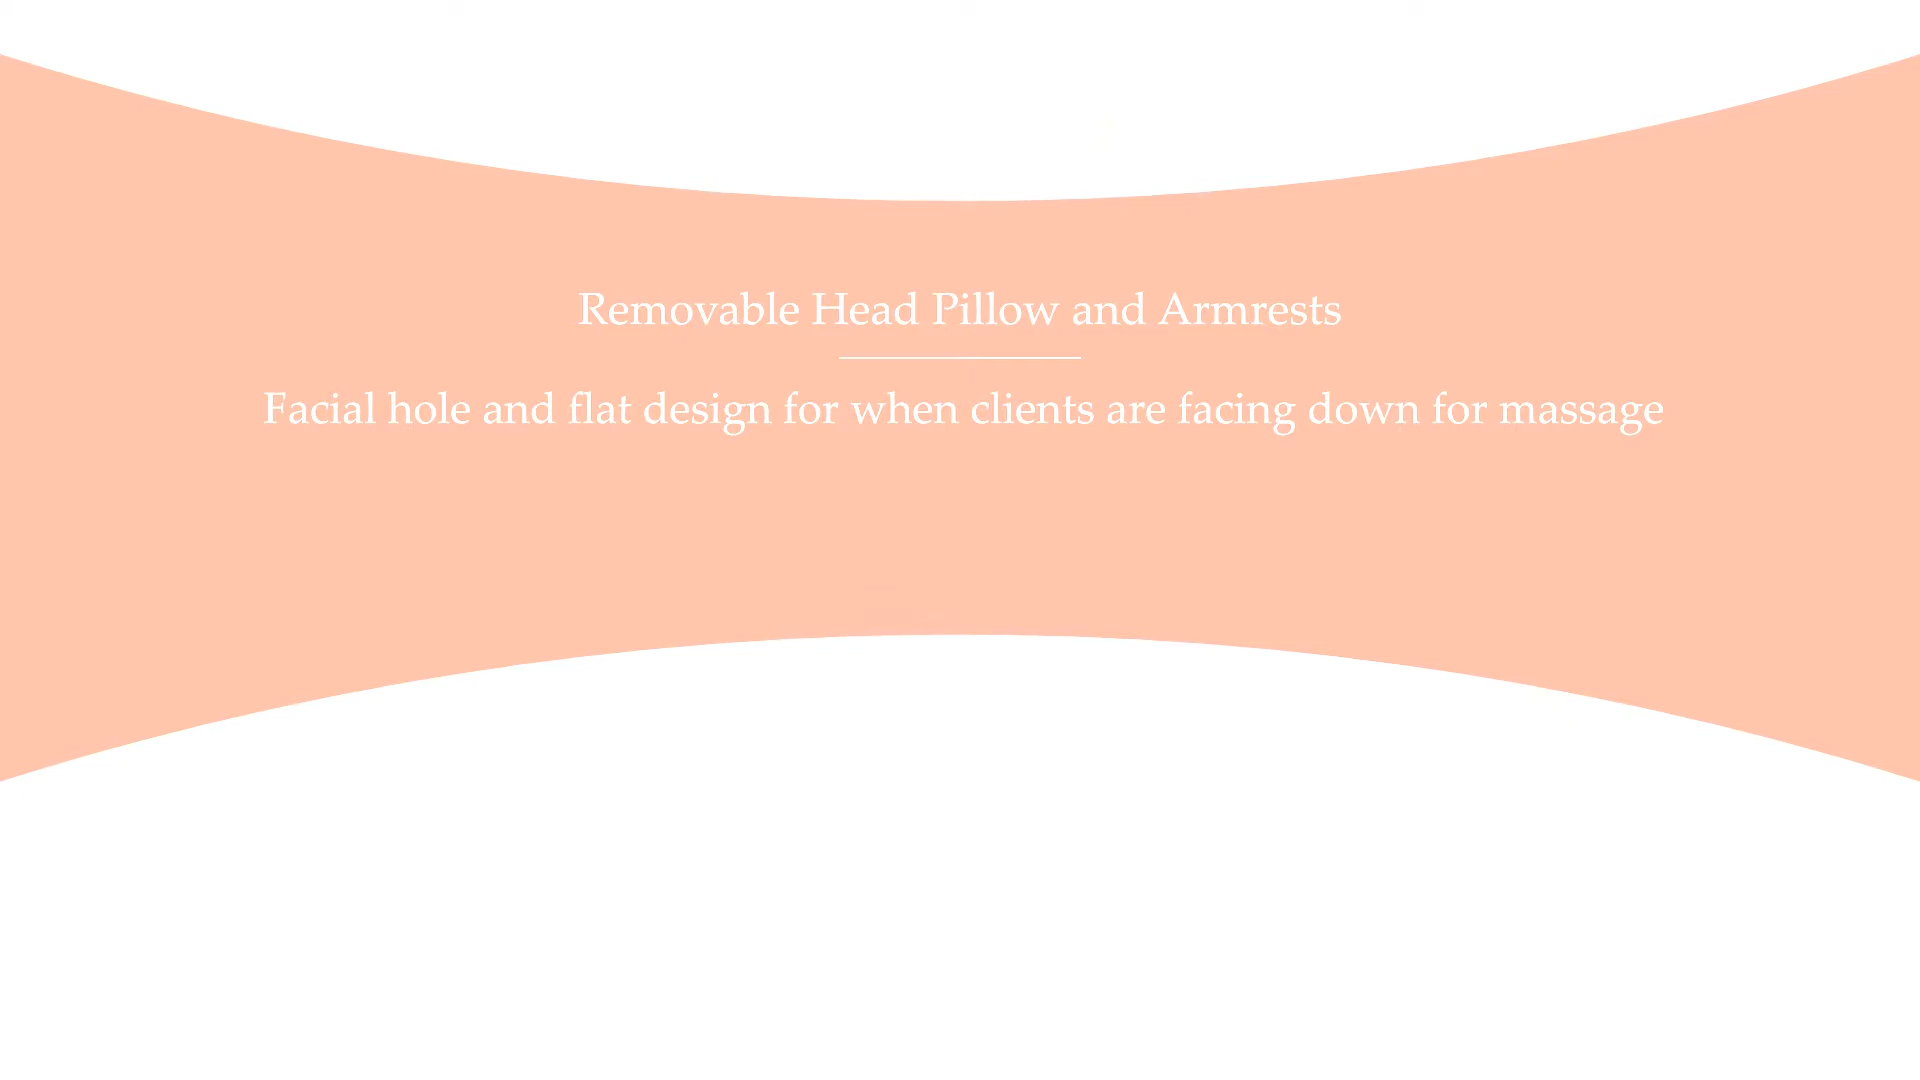 Removable Head Pillow and Armrests
Facial hole and flat design for when clients are facing down for massage